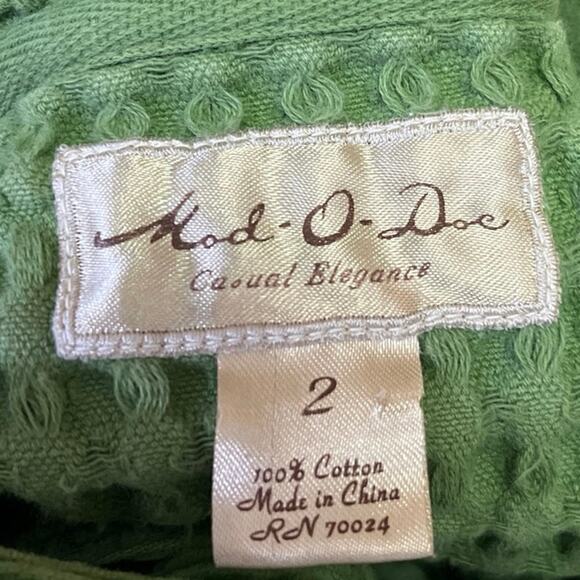 Mod-O-Doc
Casual Elegance
2
100% Cotton
Made in China
RN 70024